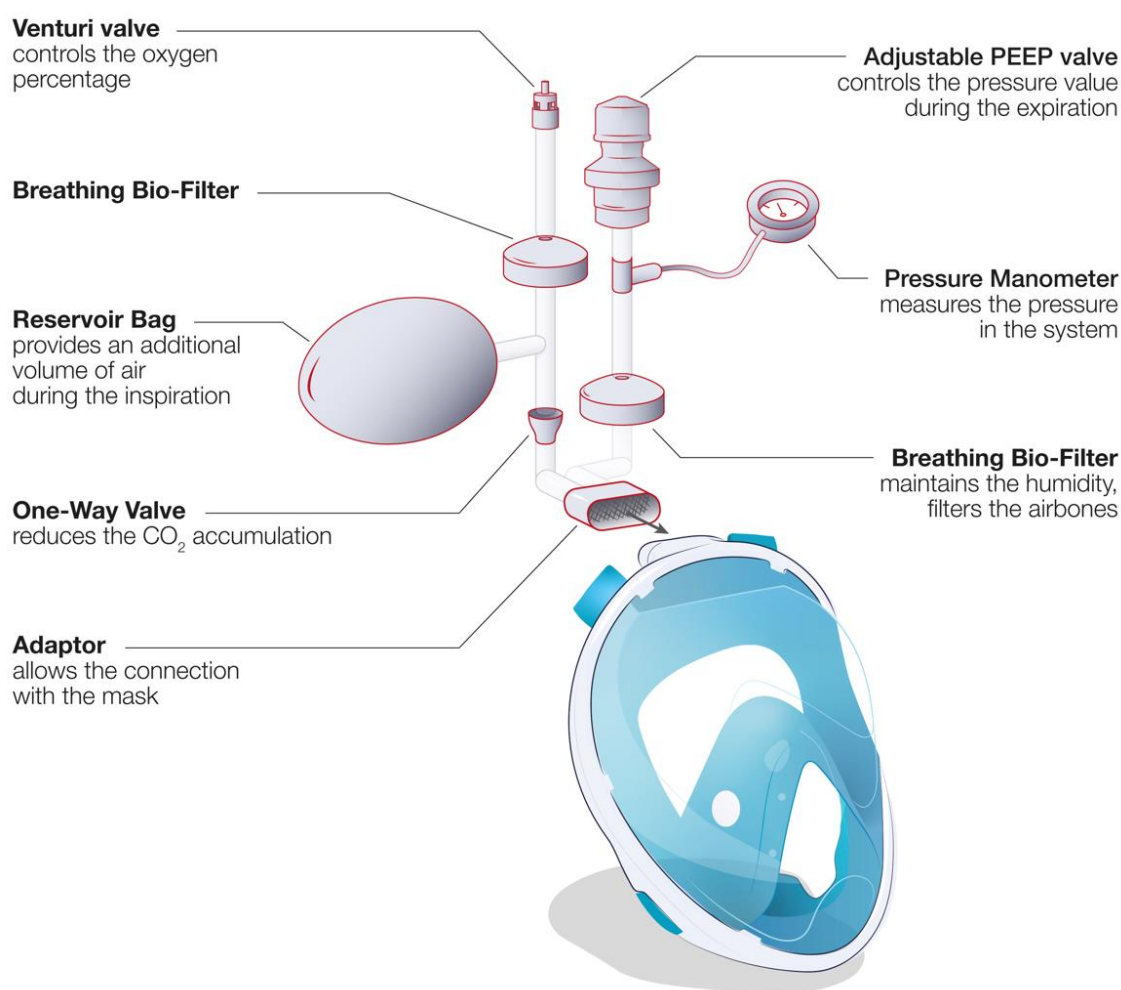 Venturi valve
controls the oxygen
percentage
Breathing Bio-Filter
Reservoir Bag
provides an additional
volume of air
during the inspiration
One-Way Valve
reduces the CO₂ accumulation
Adaptor
allows the connection
with the mask
Adjustable PEEP valve
controls the pressure value
during the expiration
Pressure Manometer
measures the pressure
in the system
Breathing Bio-Filter
maintains the humidity,
filters the airbones